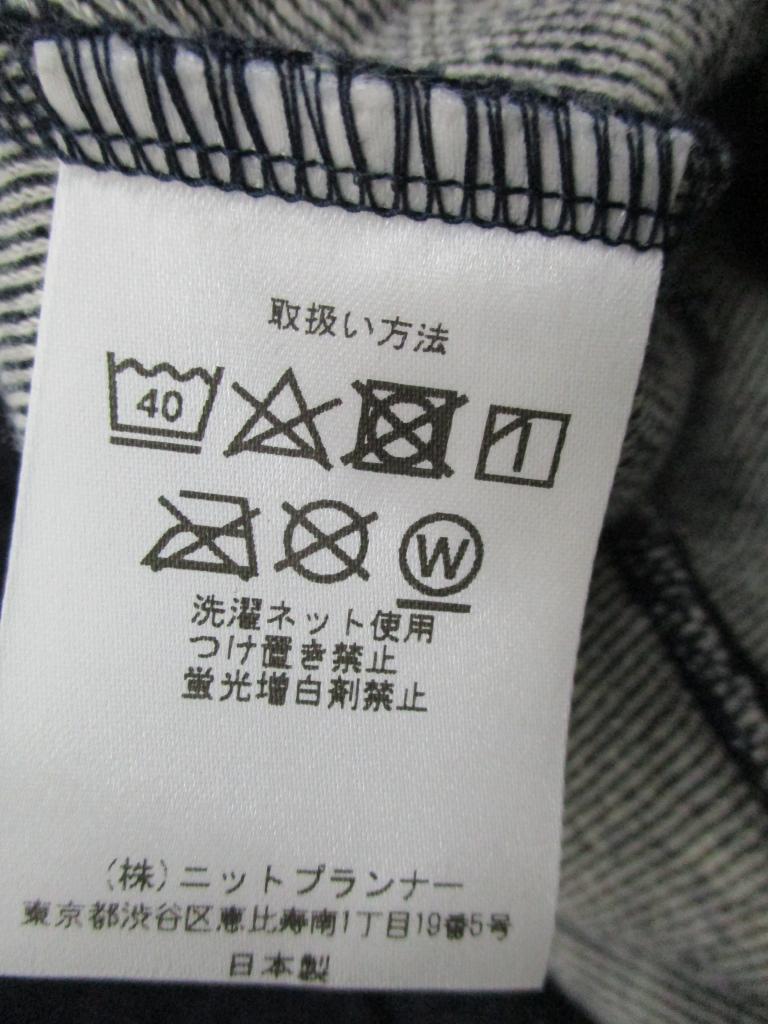 取扱い方法
40
W
洗濯ネット使用
つけ置き禁止
蛍光増白剤禁止
(株)ニットプランナー
東京都渋谷区恵比寿南1丁目19番5号
日本製